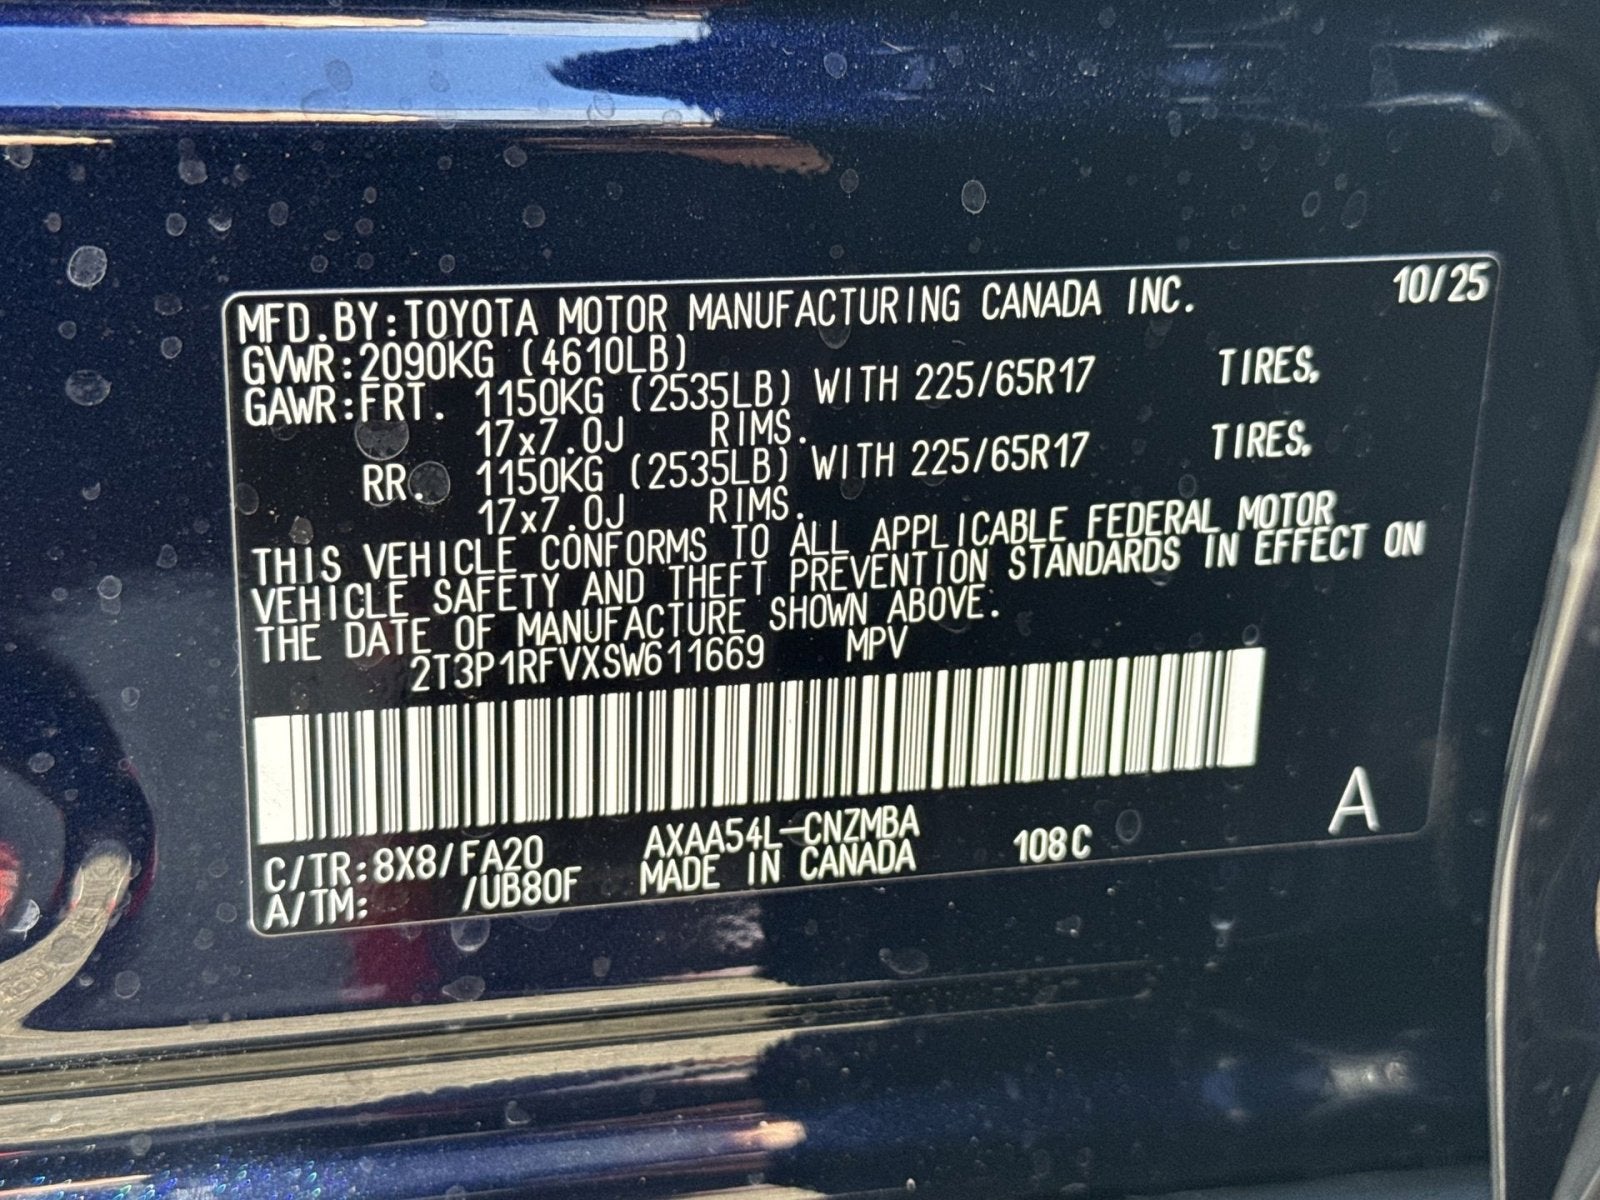 MFD.BY:TOYOTA MOTOR MANUFACTURING CANADA INC. 10/25
GVWR:2090KG (4610LB)
GAWR:FRT. 1150KG (2535LB) WITH 225/65R17 TIRES,
17x7.0J RIMS.
RR. 1150KG (2535LB) WITH 225/65R17 TIRES,
17x7.0J RIMS.
THIS VEHICLE CONFORMS TO ALL APPLICABLE FEDERAL MOTOR
VEHICLE SAFETY AND THEFT PREVENTION STANDARDS IN EFFECT ON
THE DATE OF MANUFACTURE SHOWN ABOVE.
2T3P1RFVXSW611669 MPV
C/TR:8X8/FA20 AXAA54L-CNZMBA 108C A
A/TM: /UB80F MADE IN CANADA